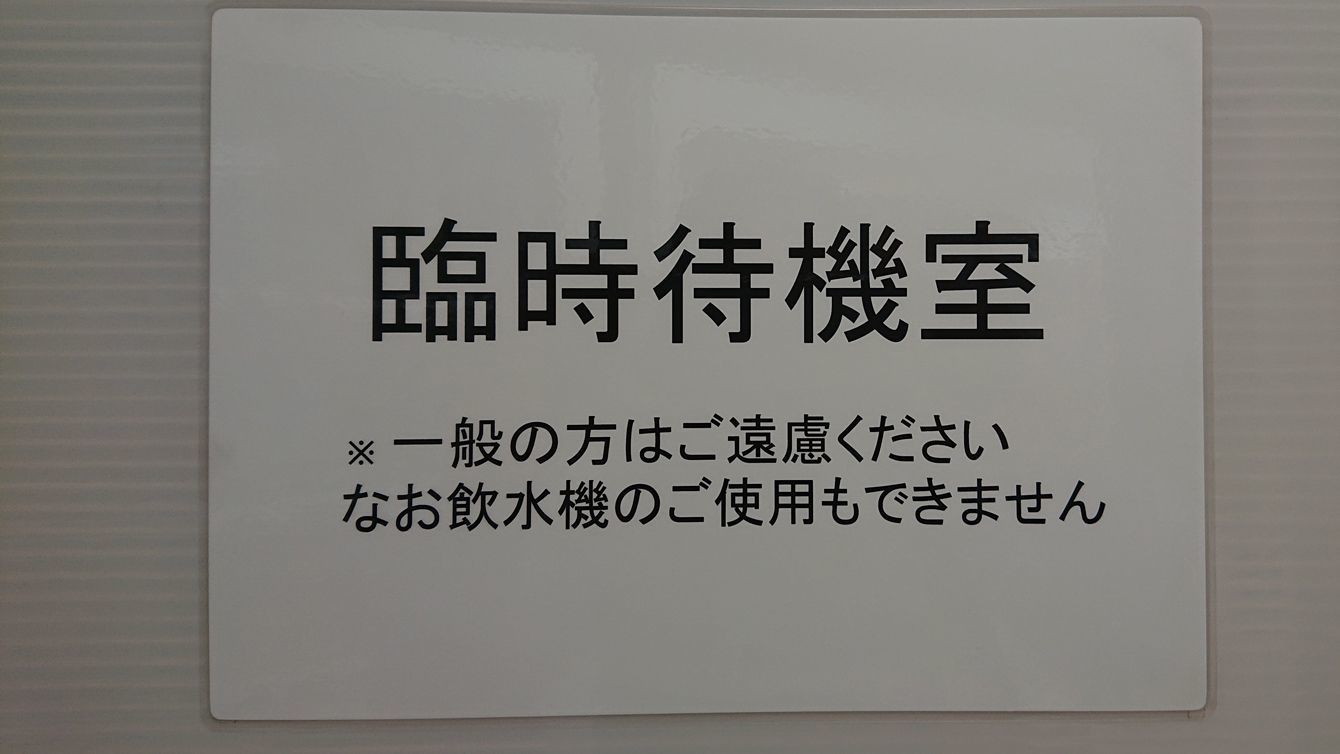 臨時待機室
※ 一般の方はご遠慮ください
なお飲水機のご使用もできません